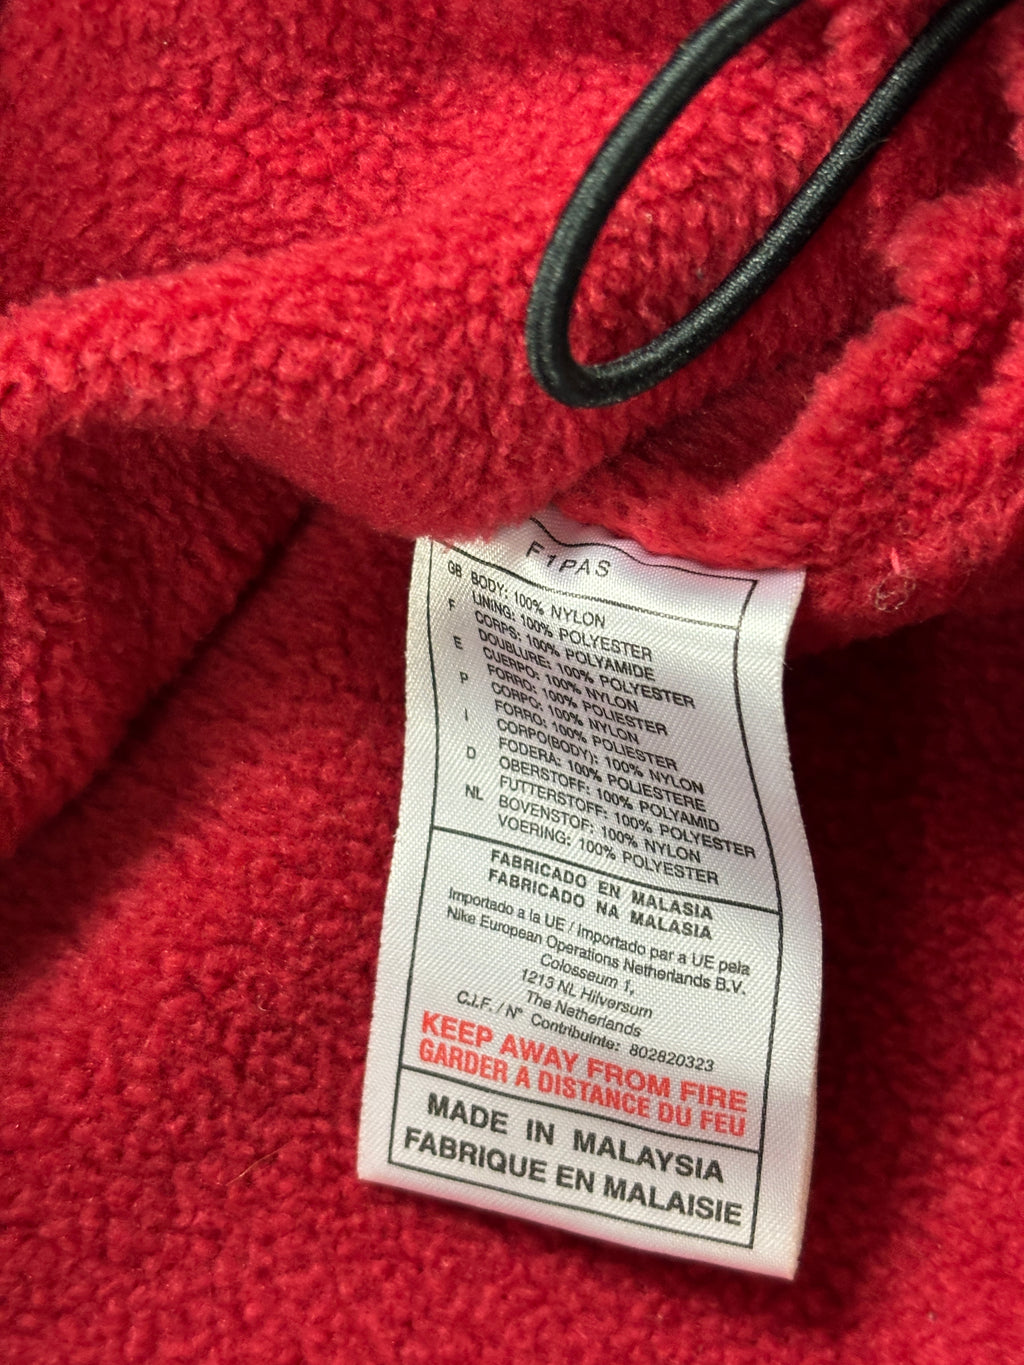 F1PAS
GB BODY: 100% NYLON
LINING: 100% POLYESTER
F CORPS: 100% POLYAMIDE
DOUBLURE: 100% POLYESTER
E CUERPO: 100% NYLON
FORRO: 100% POLIESTER
P CORPO: 100% NYLON
FORRO: 100% POLIESTER
I CORPO(BODY): 100% NYLON
FODERA: 100% POLIESTERE
D OBERSTOFF: 100% POLYAMID
FUTTERSTOFF: 100% POLYESTER
NL BOVENSTOF: 100% NYLON
VOERING: 100% POLYESTER
FABRICADO EN MALASIA
FABRICADO NA MALASIA
Importado a la UE / Importado par a UE pela
Nike European Operations Netherlands B.V.
Colosseum 1,
1213 NL Hilversum
The Netherlands
C.I.F. / N° Contribuinte: 802820323
KEEP AWAY FROM FIRE
GARDER A DISTANCE DU FEU
MADE IN MALAYSIA
FABRIQUE EN MALAISIE